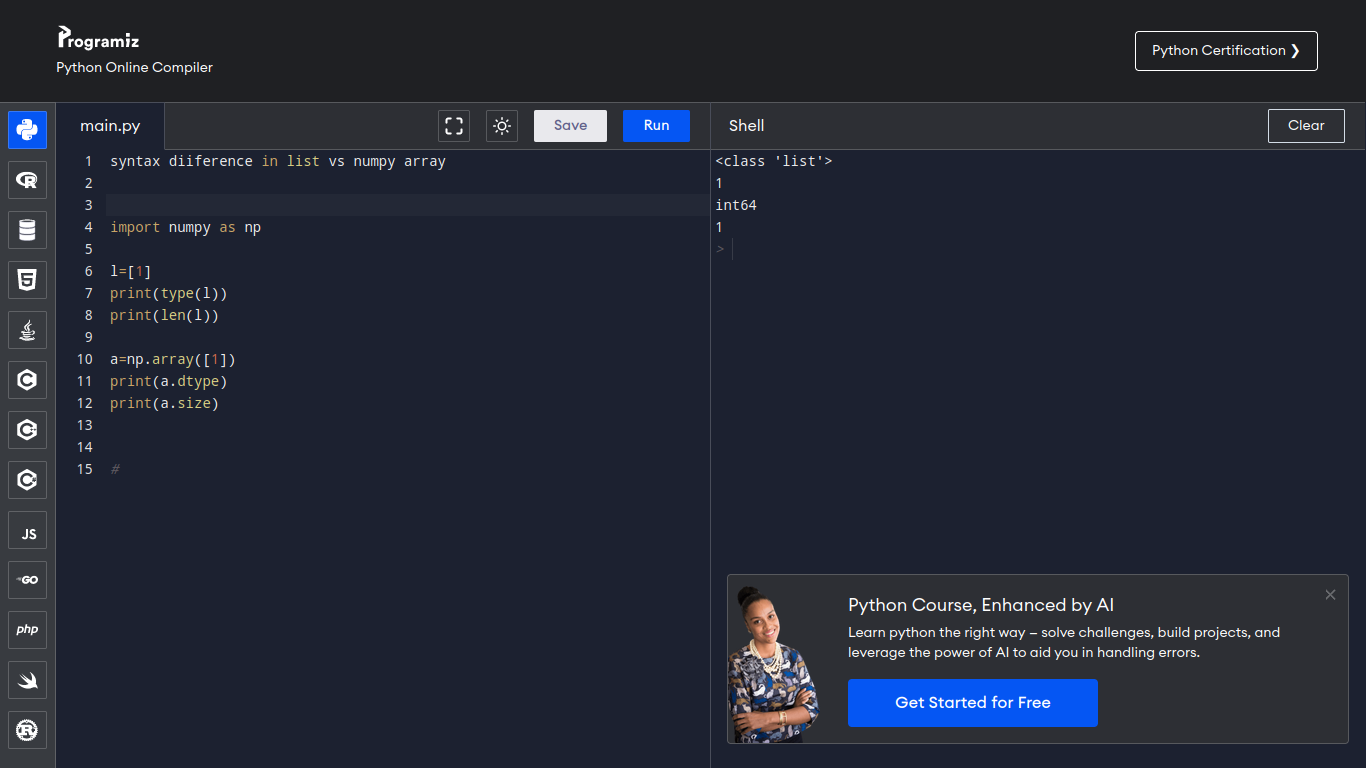 Programiz
Python Online Compiler
Python Certification ❯
main.py
Save
Run
Shell
Clear
1 syntax diiference in list vs numpy array
2
3
4 import numpy as np
5
6 l=[1]
7 print(type(l))
8 print(len(l))
9
10 a=np.array([1])
11 print(a.dtype)
12 print(a.size)
13
14
15 #
<class 'list'>
1
int64
1
>
R
5
C
C
C
JS
GO
php
R
Python Course, Enhanced by AI
Learn python the right way – solve challenges, build projects, and
leverage the power of AI to aid you in handling errors.
Get Started for Free